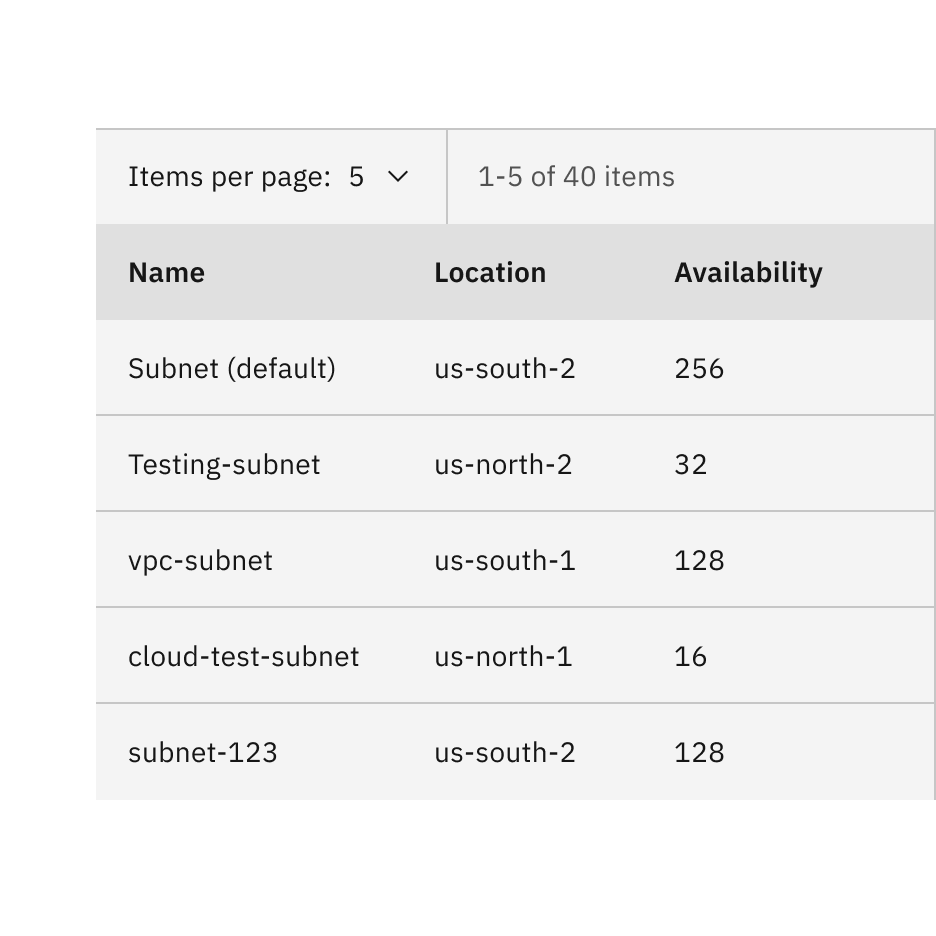 Items per page: 5 1-5 of 40 items
Name Location Availability
Subnet (default) us-south-2 256
Testing-subnet us-north-2 32
vpc-subnet us-south-1 128
cloud-test-subnet us-north-1 16
subnet-123 us-south-2 128